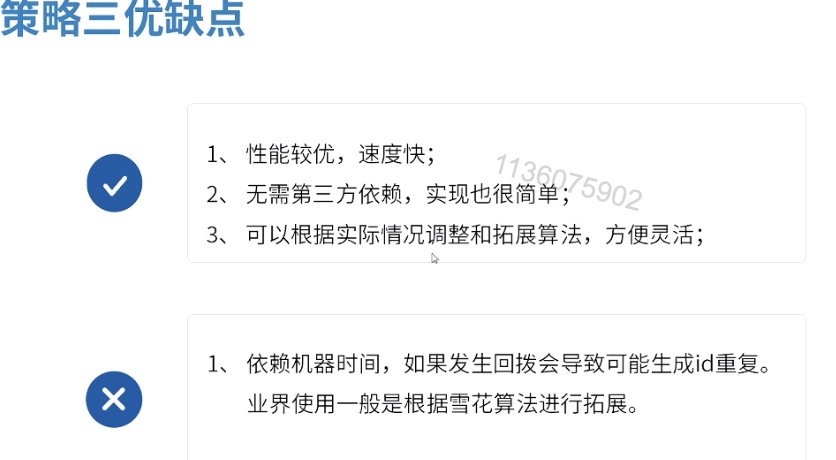 策略三优缺点
1、 性能较优，速度快；
1136075902
2、 无需第三方依赖，实现也很简单；
3、 可以根据实际情况调整和拓展算法，方便灵活；
1、 依赖机器时间，如果发生回拨会导致可能生成id重复。
业界使用一般是根据雪花算法进行拓展。